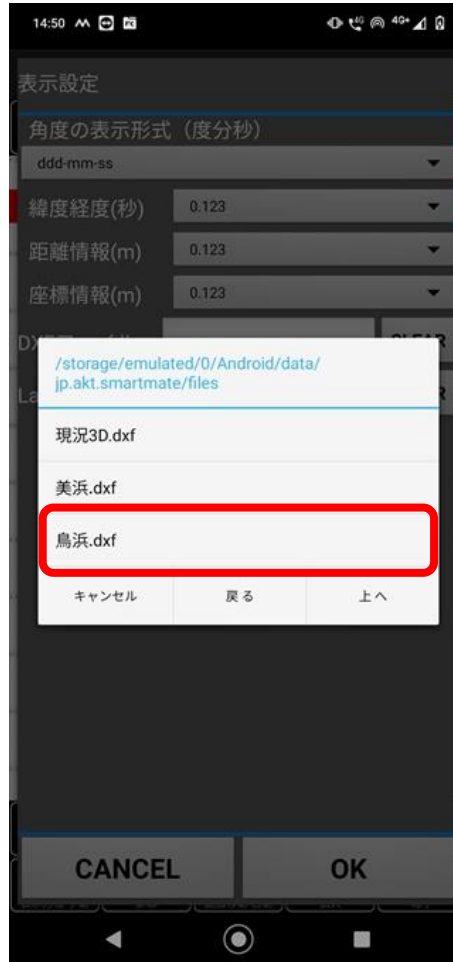 14:50
4G
4G+
表示設定
角度の表示形式（度分秒）
ddd-mm-ss
緯度経度(秒) 0.123
距離情報(m) 0.123
座標情報(m) 0.123
/storage/emulated/0/Android/data/
jp.akt.smartmate/files
現況3D.dxf
美浜.dxf
鳥浜.dxf
キャンセル 戻る 上へ
CANCEL OK